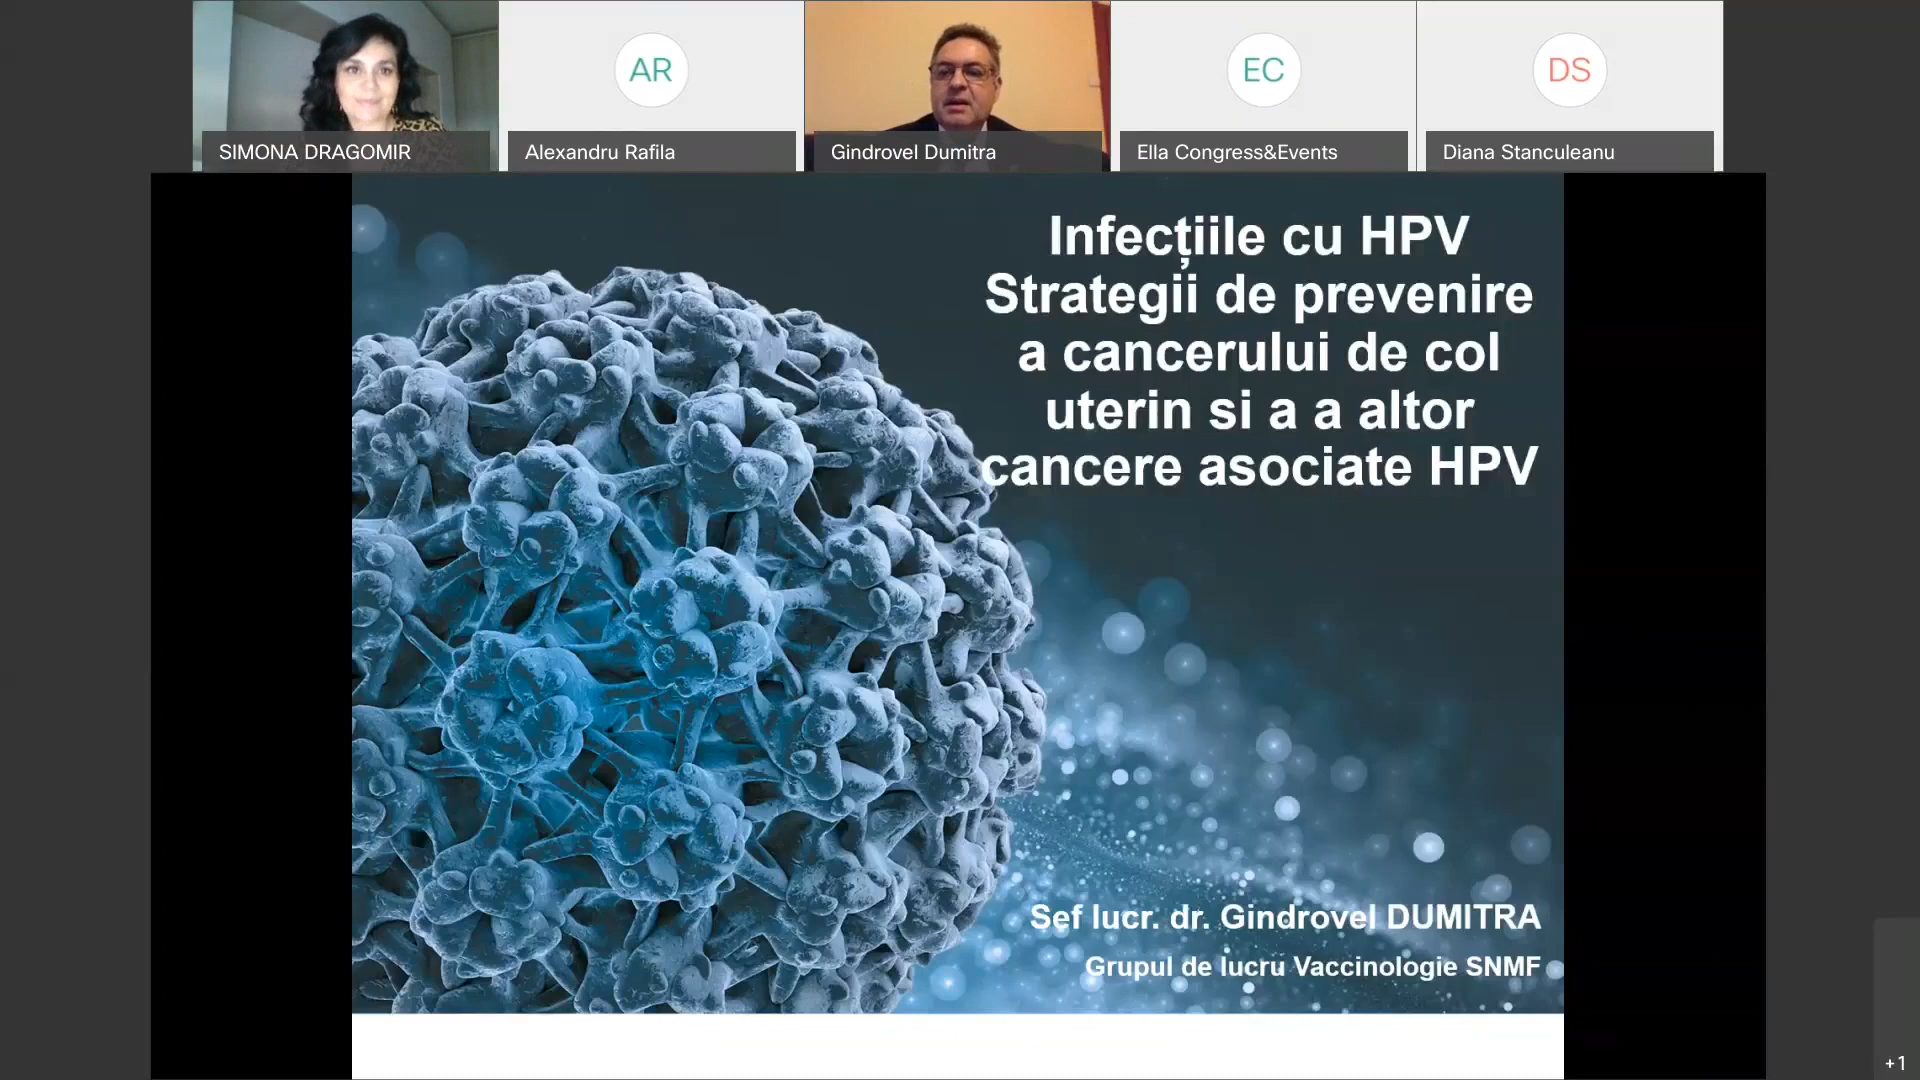 SIMONA DRAGOMIR
AR
Alexandru Rafila
Gindrovel Dumitra
EC
Ella Congress&Events
DS
Diana Stanculeanu
Infecțiile cu HPV
Strategii de prevenire
a cancerului de col
uterin si a a altor
cancere asociate HPV
Sef lucr. dr. Gindrovel DUMITRA
Grupul de lucru Vaccinologie SNMF
+1